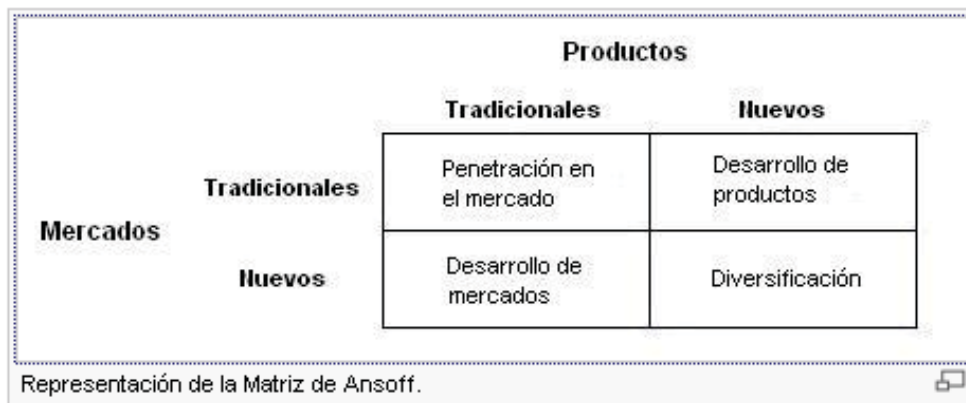 Productos
Tradicionales Nuevos
Tradicionales
Penetración en
el mercado
Desarrollo de
productos
Mercados
Nuevos
Desarrollo de
mercados
Diversificación
Representación de la Matriz de Ansoff.